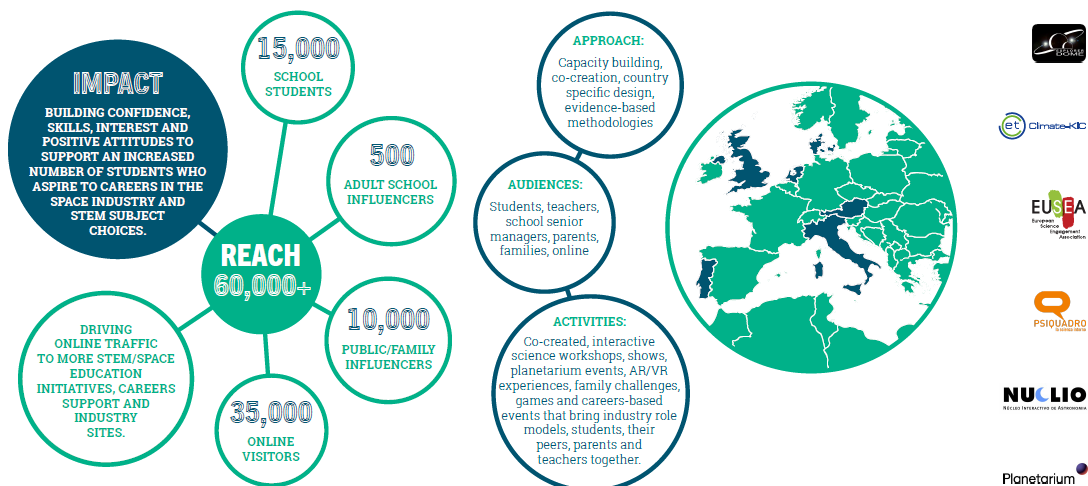 IMPACT
BUILDING CONFIDENCE,
SKILLS, INTEREST AND
POSITIVE ATTITUDES TO
SUPPORT AN INCREASED
NUMBER OF STUDENTS WHO
ASPIRE TO CAREERS IN THE
SPACE INDUSTRY AND
STEM SUBJECT
CHOICES.
15,000
SCHOOL
STUDENTS
500
ADULT SCHOOL
INFLUENCERS
REACH
60,000+
10,000
PUBLIC/FAMILY
INFLUENCERS
35,000
ONLINE
VISITORS
DRIVING
ONLINE TRAFFIC
TO MORE STEM/SPACE
EDUCATION
INITIATIVES, CAREERS
SUPPORT AND
INDUSTRY
SITES.
APPROACH:
Capacity building,
co-creation, country
specific design,
evidence-based
methodologies
AUDIENCES:
Students, teachers,
school senior
managers, parents,
families, online
ACTIVITIES:
Co-created, interactive
science workshops, shows,
planetarium events, AR/VR
experiences, family challenges,
games and careers-based
events that bring industry role
models, students, their
peers, parents and
teachers together.
DOME
et Climate-KIC
EUSEA
European
Science
Engagement
Association
PSIQUADRO
NUCLIO
NÚCLEO INTERACTIVO DE ASTRONOMIA
Planetarium